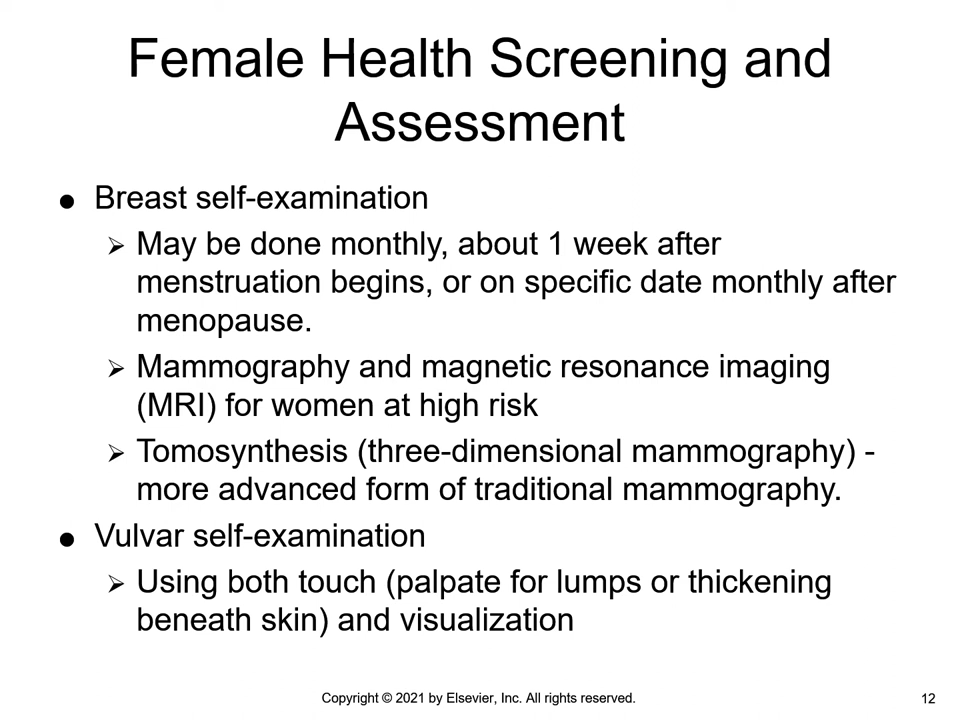 Female Health Screening and
Assessment
● Breast self-examination
➢ May be done monthly, about 1 week after
menstruation begins, or on specific date monthly after
menopause.
➢ Mammography and magnetic resonance imaging
(MRI) for women at high risk
➢ Tomosynthesis (three-dimensional mammography) -
more advanced form of traditional mammography.
● Vulvar self-examination
➢ Using both touch (palpate for lumps or thickening
beneath skin) and visualization
Copyright © 2021 by Elsevier, Inc. All rights reserved.
12